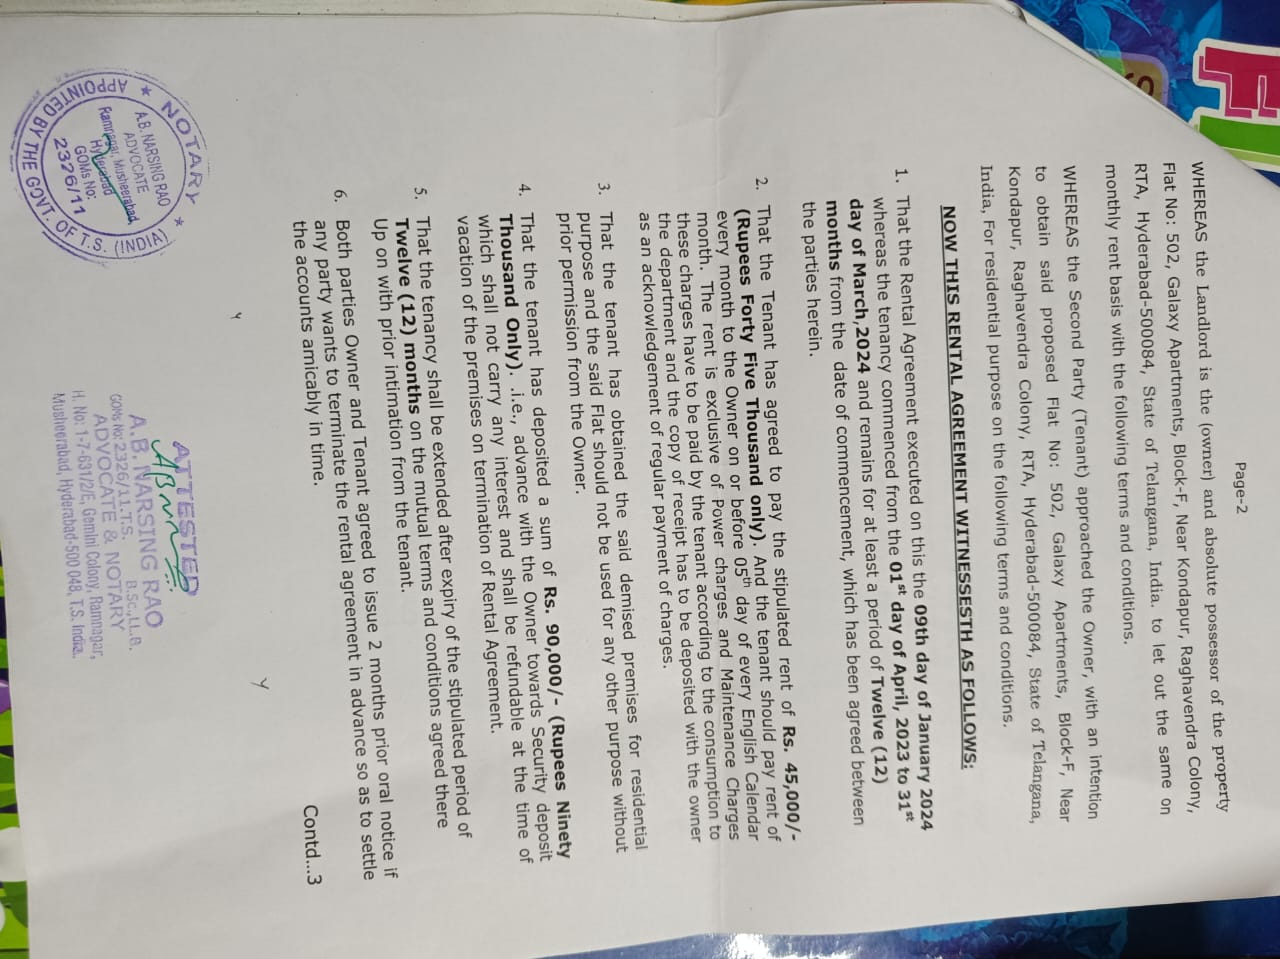 Page-2
WHEREAS the Landlord is the (owner) and absolute possessor of the property
Flat No: 502, Galaxy Apartments, Block-F, Near Kondapur, Raghavendra Colony,
RTA, Hyderabad-500084, State of Telangana, India. to let out the same on
monthly rent basis with the following terms and conditions.
WHEREAS the Second Party (Tenant) approached the Owner, with an intention
to obtain said proposed Flat No: 502, Galaxy Apartments, Block-F, Near
Kondapur, Raghavendra Colony, RTA, Hyderabad-500084, State of Telangana,
India, For residential purpose on the following terms and conditions.
NOW THIS RENTAL AGREEMENT WITNESSESTH AS FOLLOWS:
1. That the Rental Agreement executed on this the 09th day of January 2024
whereas the tenancy commenced from the 01st day of April, 2023 to 31st
day of March,2024 and remains for at least a period of Twelve (12)
months from the date of commencement, which has been agreed between
the parties herein.
2. That the Tenant has agreed to pay the stipulated rent of Rs. 45,000/-
(Rupees Forty Five Thousand only). And the tenant should pay rent of
every month to the Owner on or before 05th day of every English Calendar
month. The rent is exclusive of Power charges and Maintenance Charges
these charges have to be paid by the tenant according to the consumption to
the department and the copy of receipt has to be deposited with the owner
as an acknowledgement of regular payment of charges.
3. That the tenant has obtained the said demised premises for residential
purpose and the said Flat should not be used for any other purpose without
prior permission from the Owner.
4. That the tenant has deposited a sum of Rs. 90,000/- (Rupees Ninety
Thousand Only). .i.e., advance with the Owner towards Security deposit
which shall not carry any interest and shall be refundable at the time of
vacation of the premises on termination of Rental Agreement.
5. That the tenancy shall be extended after expiry of the stipulated period of
Twelve (12) months on the mutual terms and conditions agreed there
Up on with prior intimation from the tenant.
6. Both parties Owner and Tenant agreed to issue 2 months prior oral notice if
any party wants to terminate the rental agreement in advance so as to settle
the accounts amicably in time.
Contd...3
NOTARY
A.B. NARSING RAO
ADVOCATE
Ramnagar, Musheerabad,
Hyderabad
GOMs No:
2326/11
APPOINTED BY THE GOVT. OF T.S. (INDIA)
ATTESTED
A.B. NARSING RAO
B.Sc.,LL.B.
GOMs No: 2326/11.T.S.
ADVOCATE & NOTARY
H. No: 1-7-631/2/E, Gemini Colony, Ramnagar,
Musheerabad, Hyderabad-500 048, T.S. India.